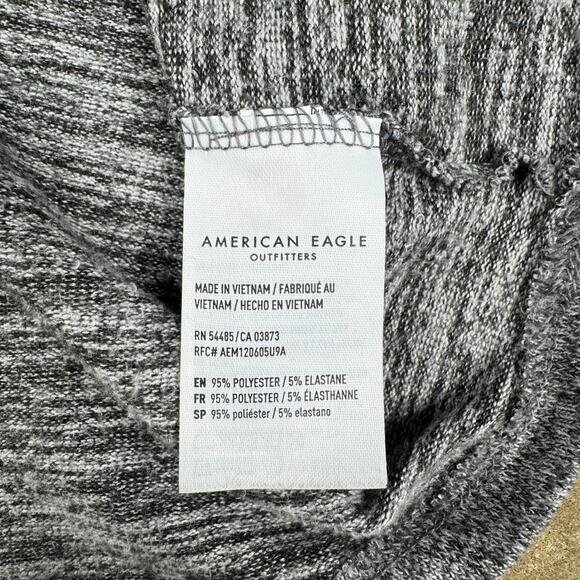 AMERICAN EAGLE
OUTFITTERS
MADE IN VIETNAM / FABRIQUÉ AU
VIETNAM / HECHO EN VIETNAM
RN 54485 / CA 03873
RFC# AEM120605U9A
EN 95% POLYESTER / 5% ELASTANE
FR 95% POLYESTER / 5% ÉLASTHANNE
SP 95% poliéster / 5% elastano